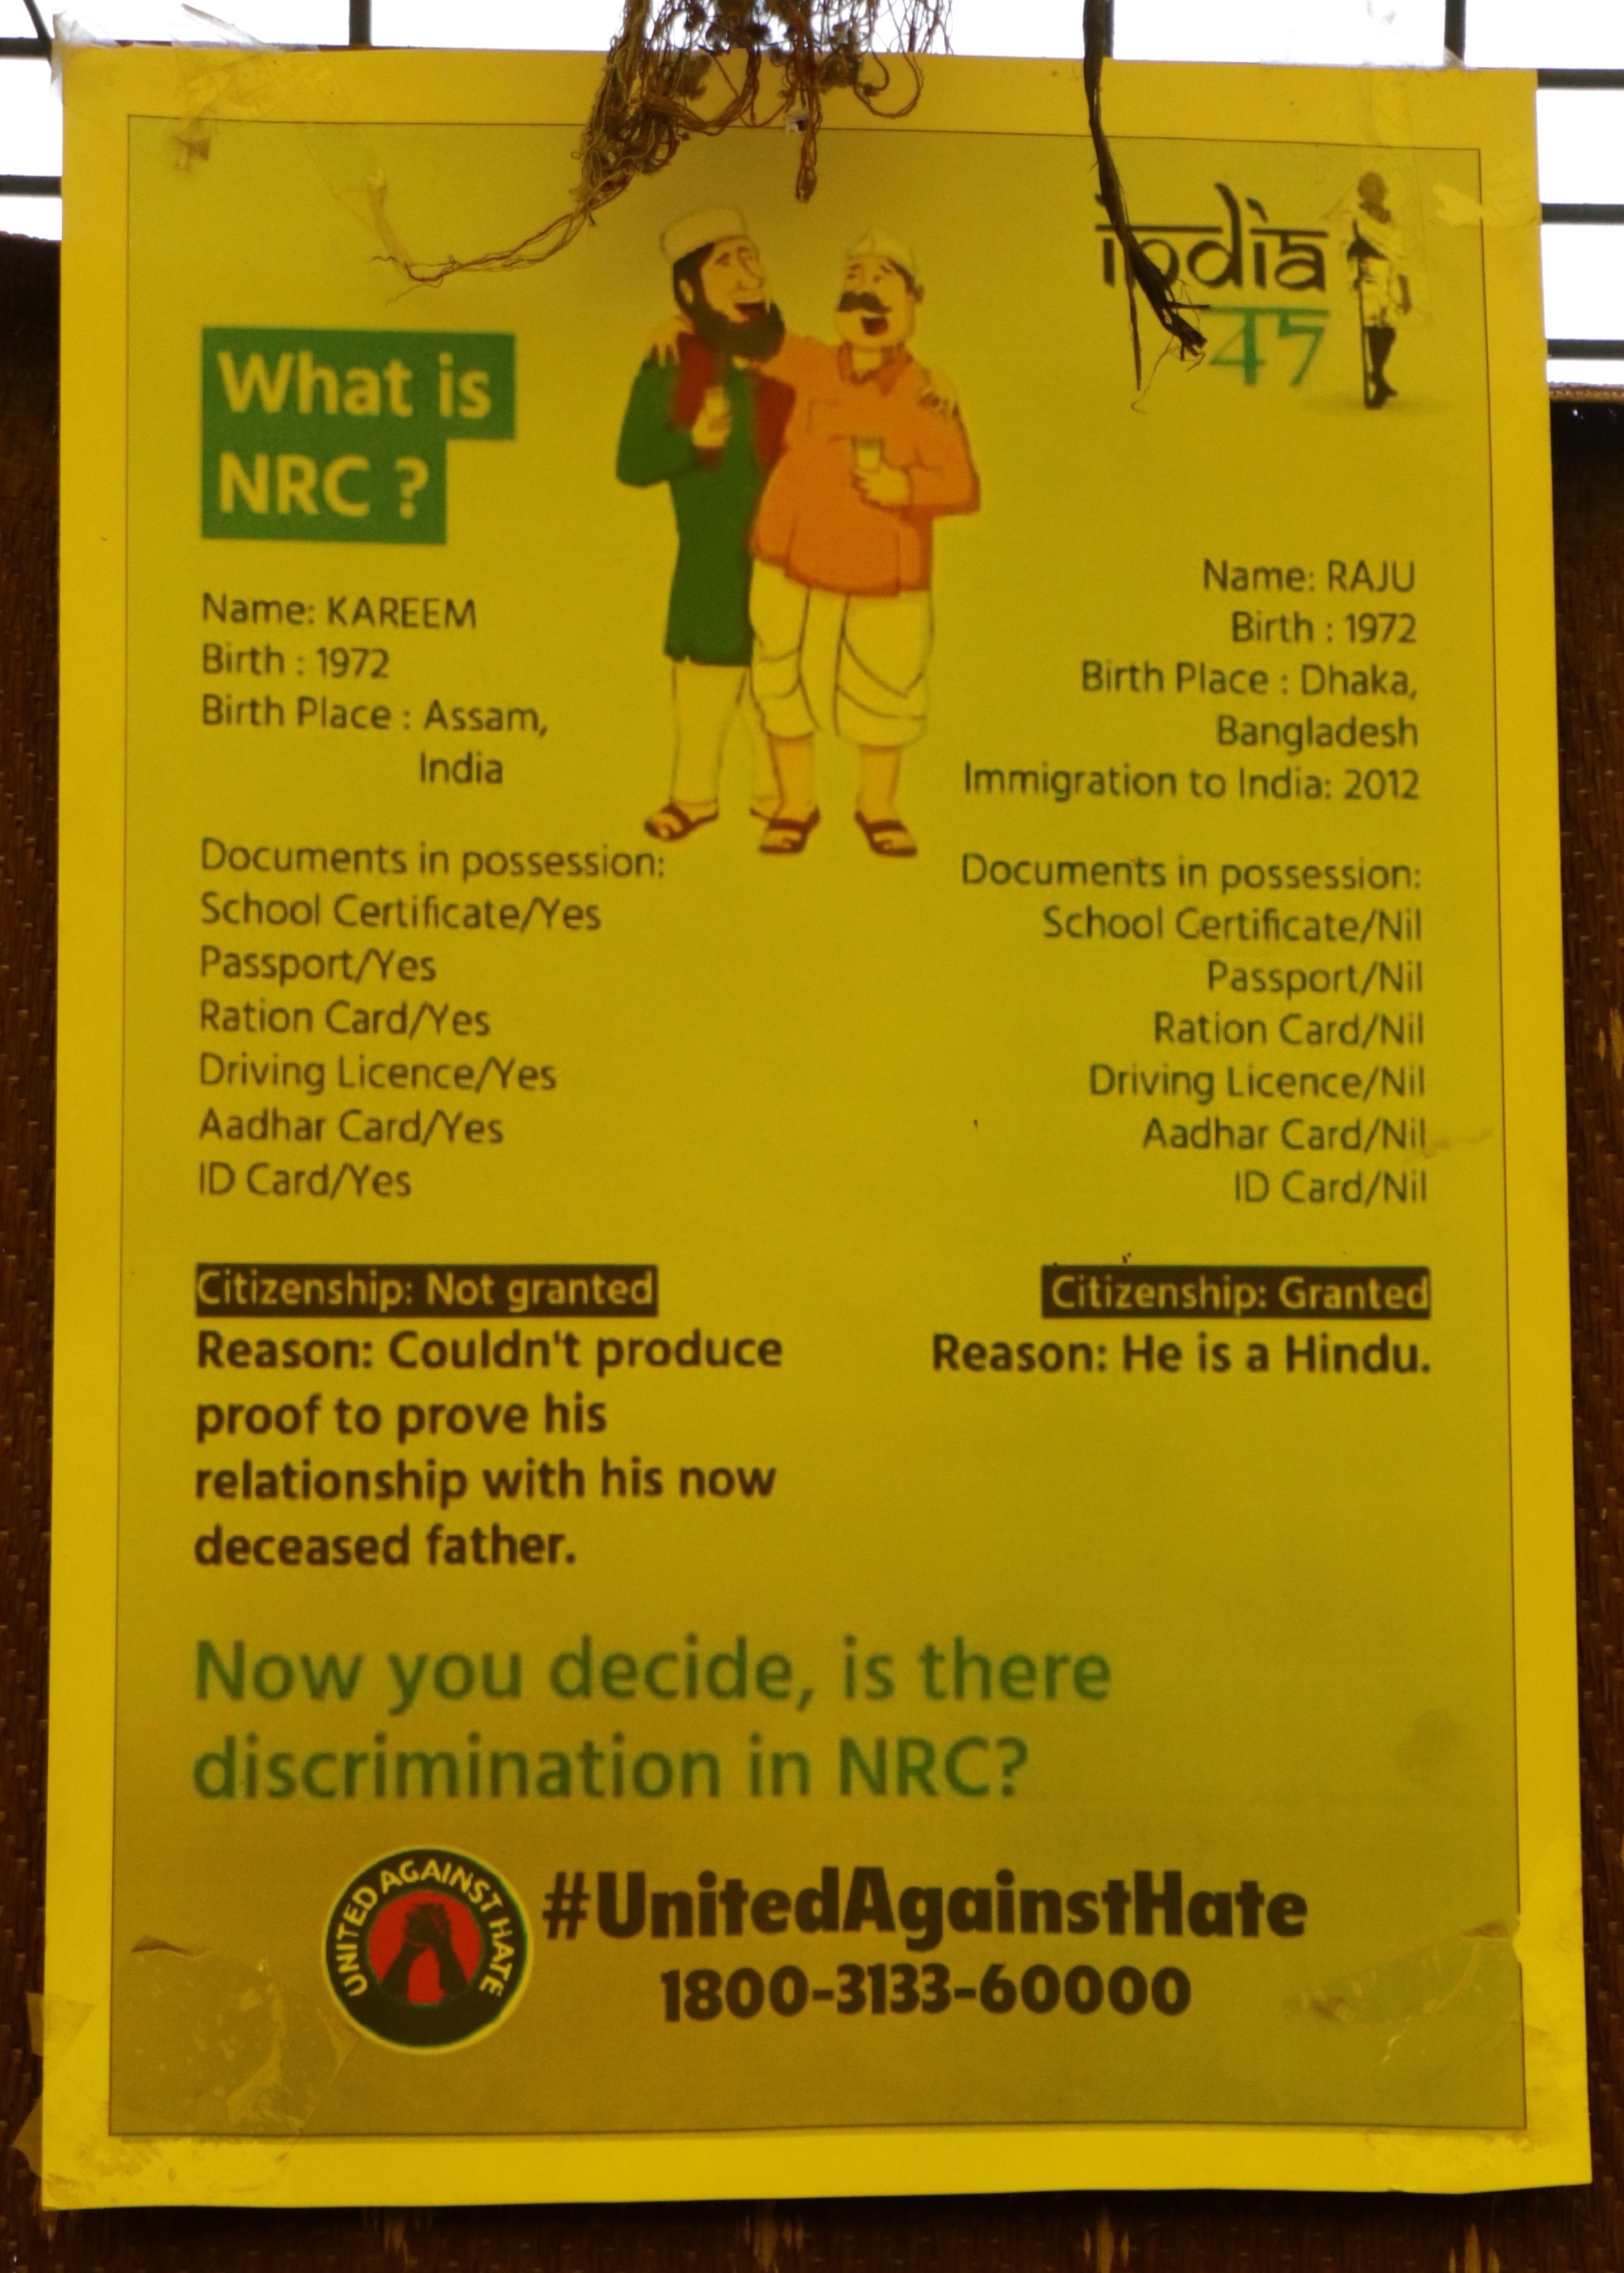 india
47
What is
NRC ?
Name: KAREEM
Birth : 1972
Birth Place : Assam,
India
Documents in possession:
School Certificate/Yes
Passport/Yes
Ration Card/Yes
Driving Licence/Yes
Aadhar Card/Yes
ID Card/Yes
Citizenship: Not granted
Reason: Couldn't produce
proof to prove his
relationship with his now
deceased father.
Name: RAJU
Birth : 1972
Birth Place : Dhaka,
Bangladesh
Immigration to India: 2012
Documents in possession:
School Certificate/Nil
Passport/Nil
Ration Card/Nil
Driving Licence/Nil
Aadhar Card/Nil
ID Card/Nil
Citizenship: Granted
Reason: He is a Hindu.
Now you decide, is there
discrimination in NRC?
UNITED AGAINST HATE
#UnitedAgainstHate
1800-3133-60000